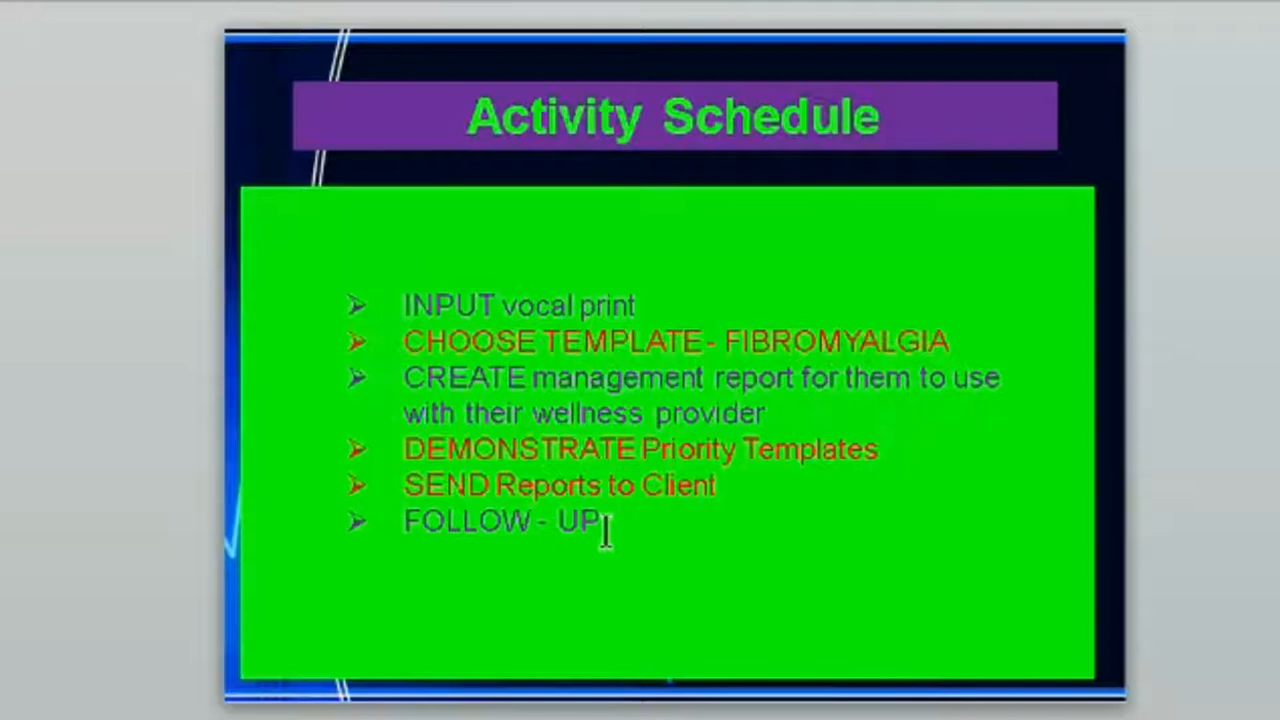 Activity Schedule
INPUT vocal print
CHOOSE TEMPLATE - FIBROMYALGIA
CREATE management report for them to use
with their wellness provider
DEMONSTRATE Priority Templates
SEND Reports to Client
FOLLOW - UP